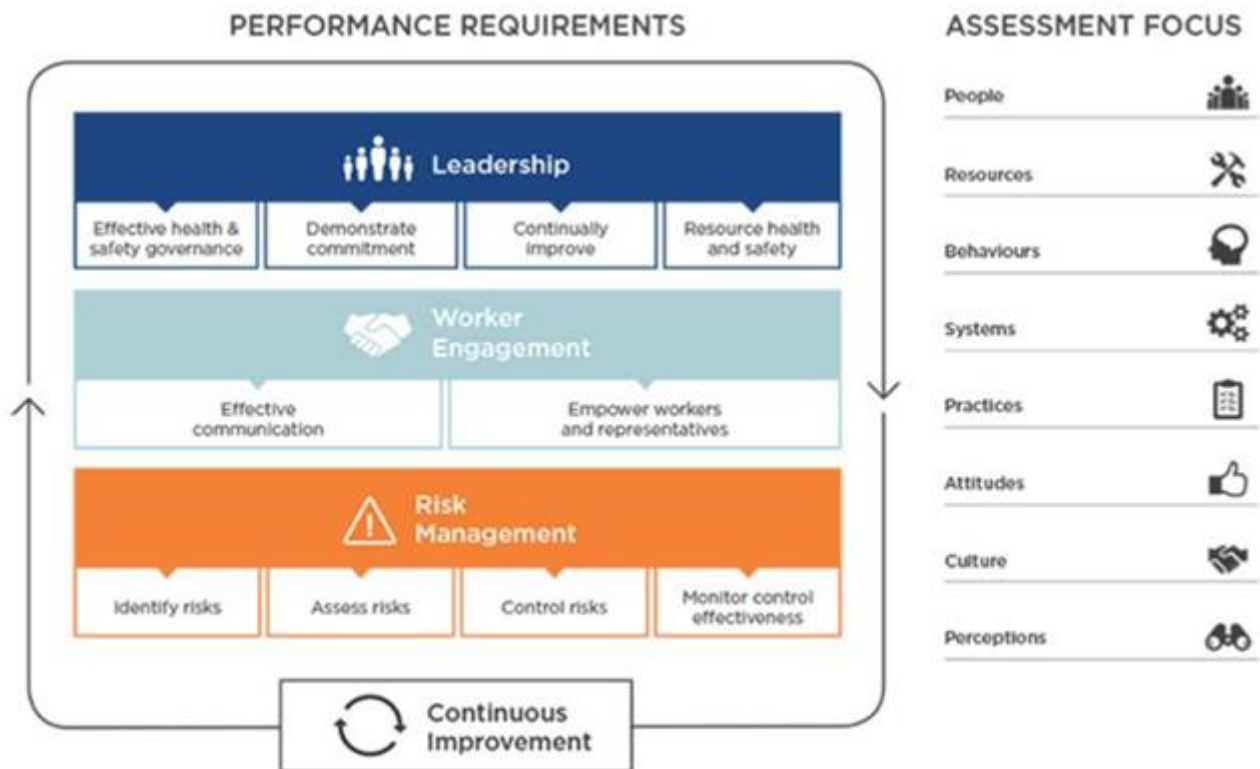 PERFORMANCE REQUIREMENTS
Leadership
Effective health &
safety governance
Demonstrate
commitment
Continually
improve
Resource health
and safety
Worker
Engagement
Effective
communication
Empower workers
and representatives
Risk
Management
Identify risks
Assess risks
Control risks
Monitor control
effectiveness
Continuous
Improvement
ASSESSMENT FOCUS
People
Resources
Behaviours
Systems
Practices
Attitudes
Culture
Perceptions